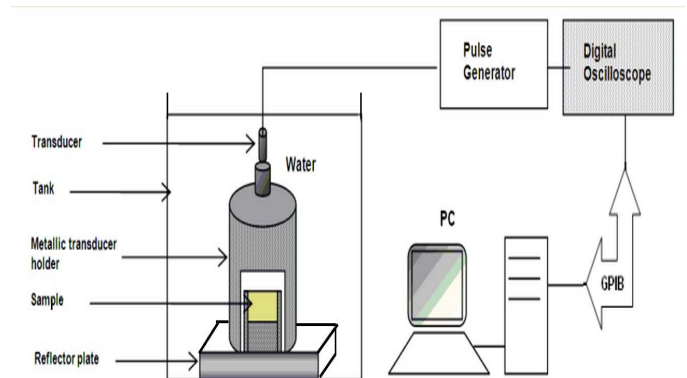 Pulse
Generator
Digital
Oscilloscope
Transducer
Water
Tank
PC
Metallic transducer
holder
GPIB
Sample
Reflector plate